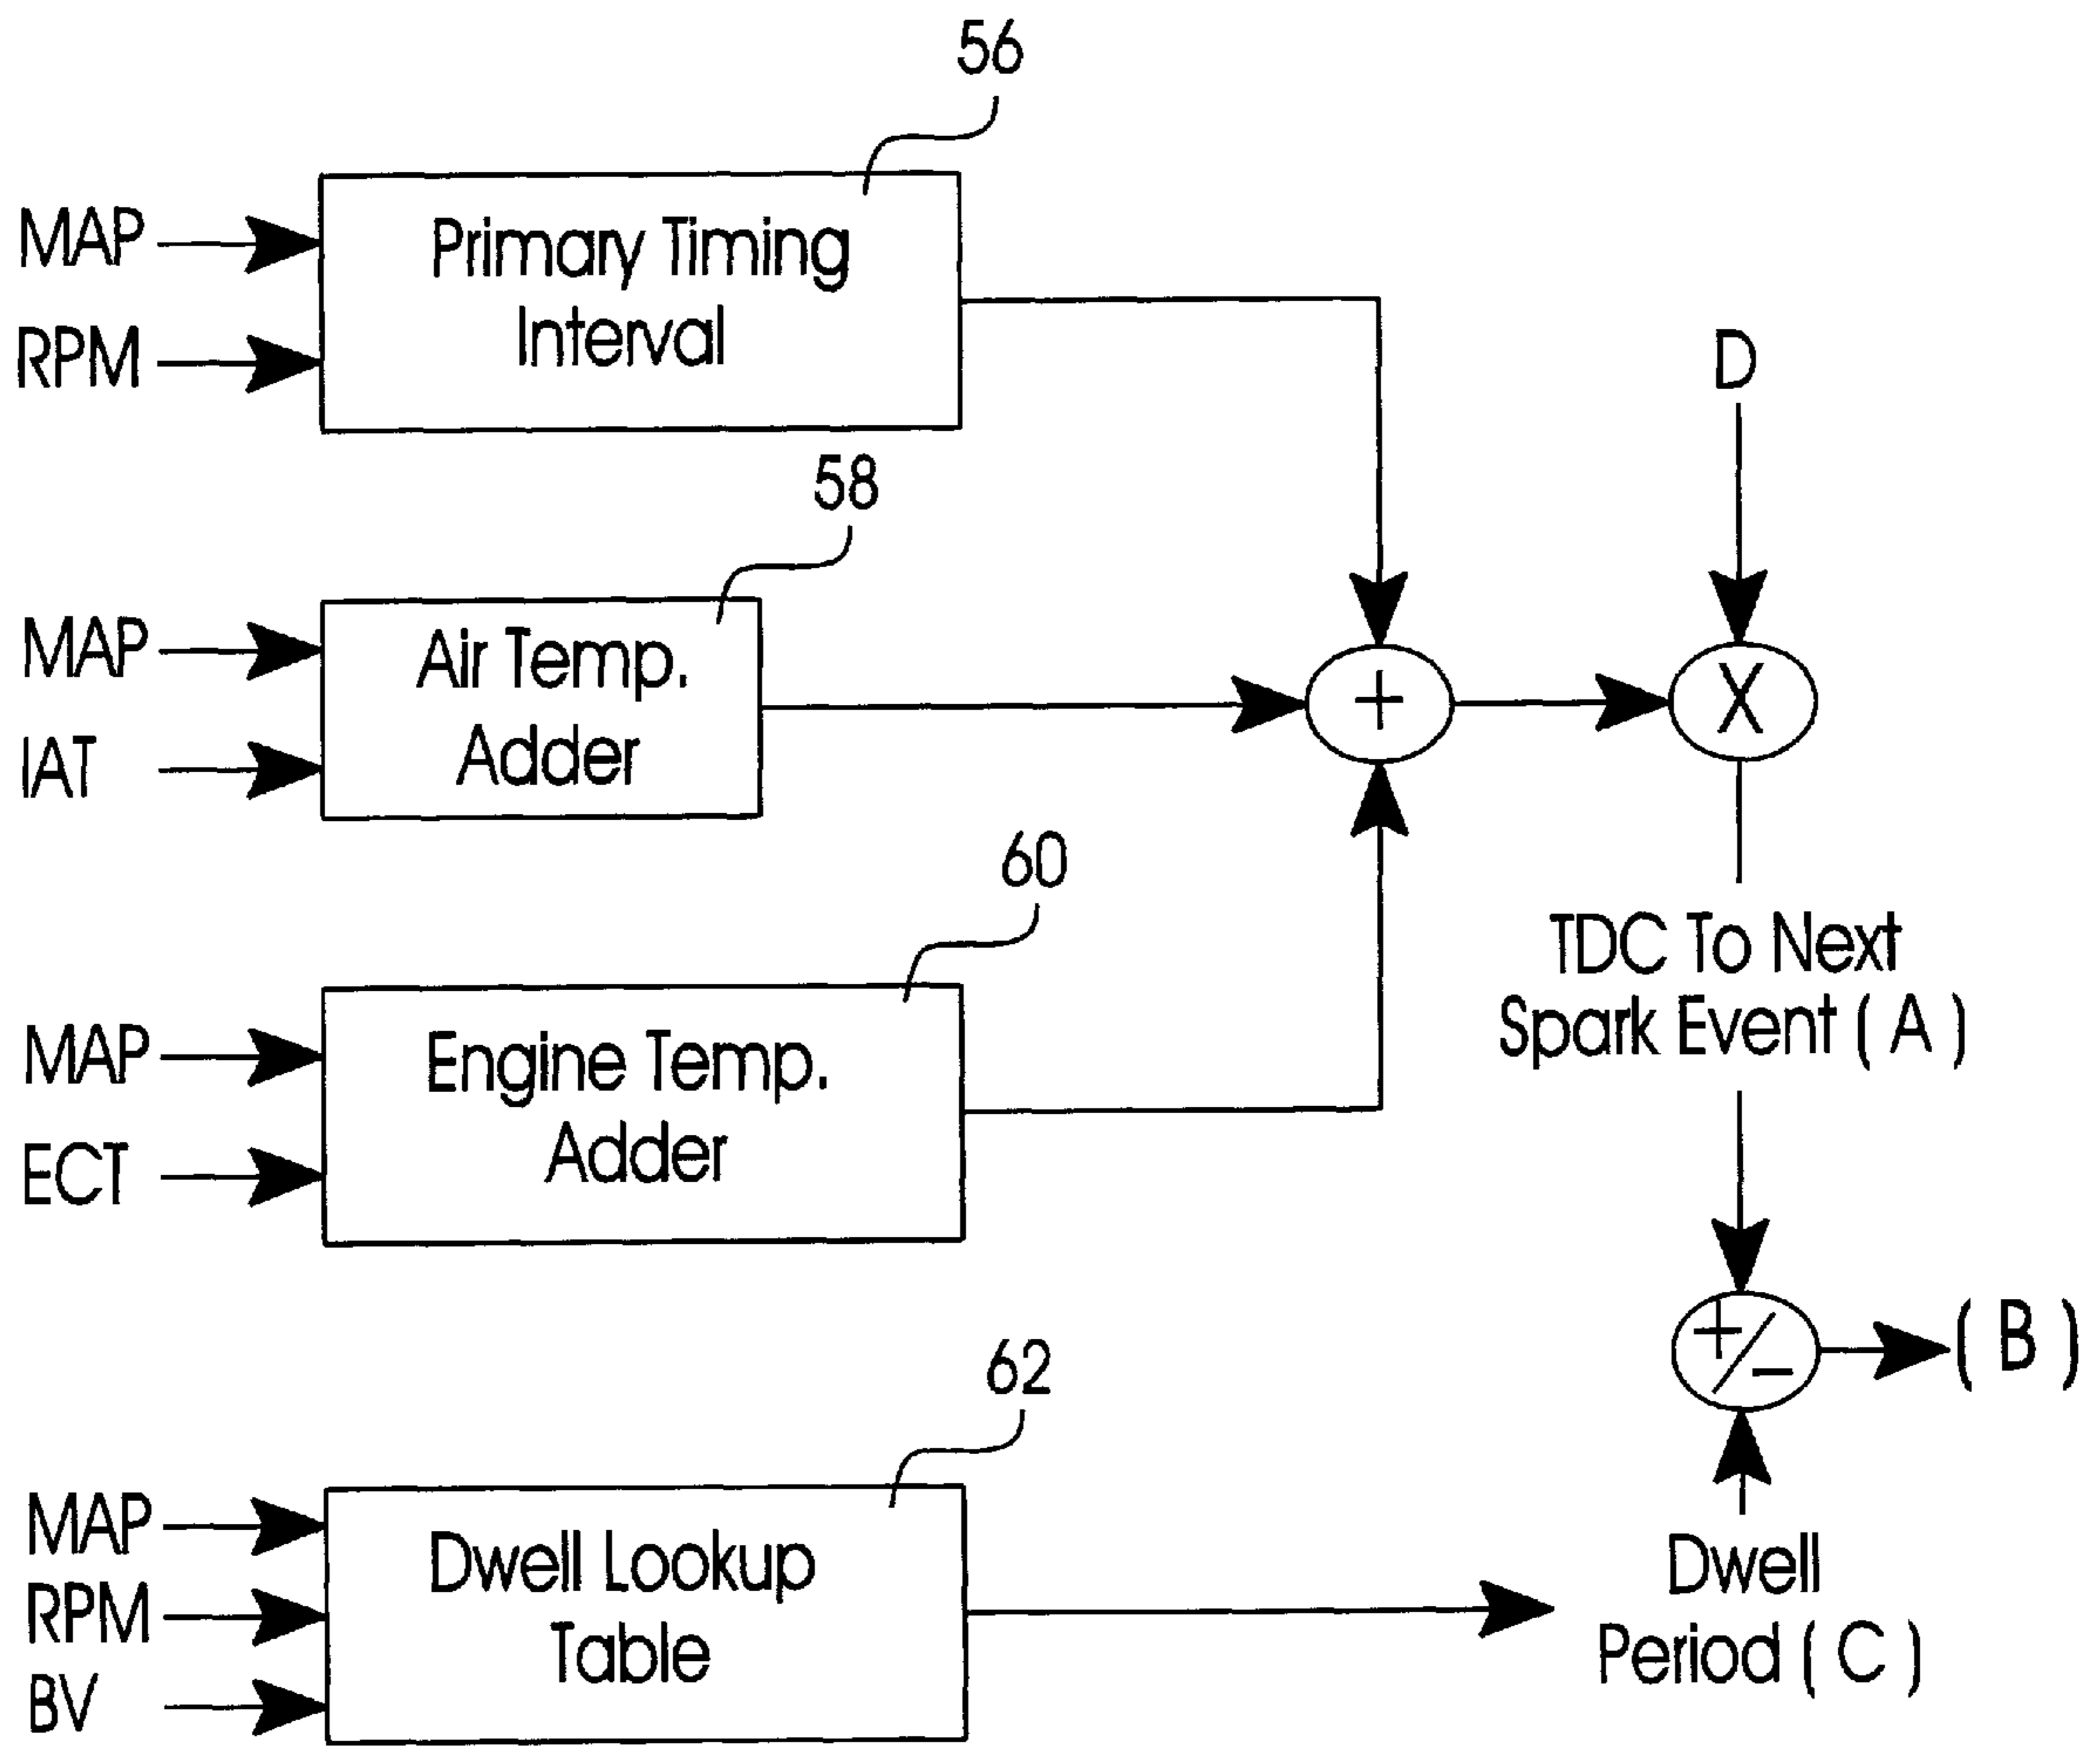 56
MAP
RPM
Primary Timing
Interval
D
58
MAP
IAT
Air Temp.
Adder
+
X
60
MAP
ECT
Engine Temp.
Adder
TDC To Next
Spark Event ( A )
+/-
( B )
62
MAP
RPM
BV
Dwell Lookup
Table
Dwell
Period ( C )